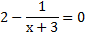 2 − 1/(x + 3) = 0